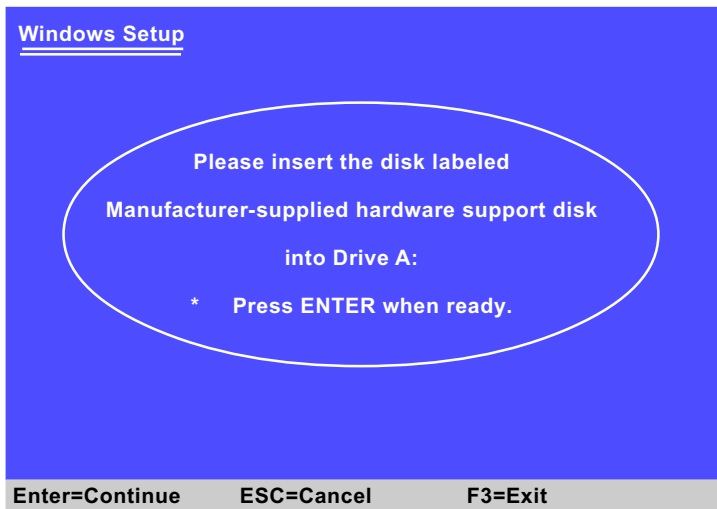 Windows Setup
Please insert the disk labeled
Manufacturer-supplied hardware support disk
into Drive A:
* Press ENTER when ready.
Enter=Continue ESC=Cancel F3=Exit